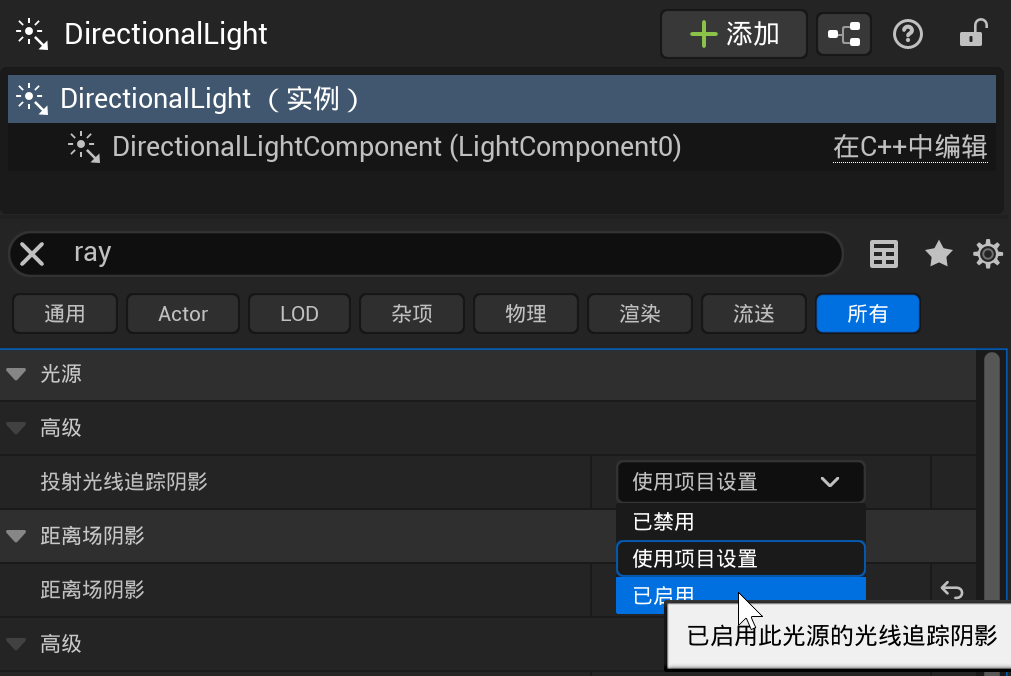 DirectionalLight
添加
DirectionalLight （实例）
DirectionalLightComponent (LightComponent0)
在C++中编辑
ray
通用 Actor LOD 杂项 物理 渲染 流送 所有
光源
高级
投射光线追踪阴影
使用项目设置
已禁用
距离场阴影
使用项目设置
距离场阴影
已启用
已启用此光源的光线追踪阴影
高级